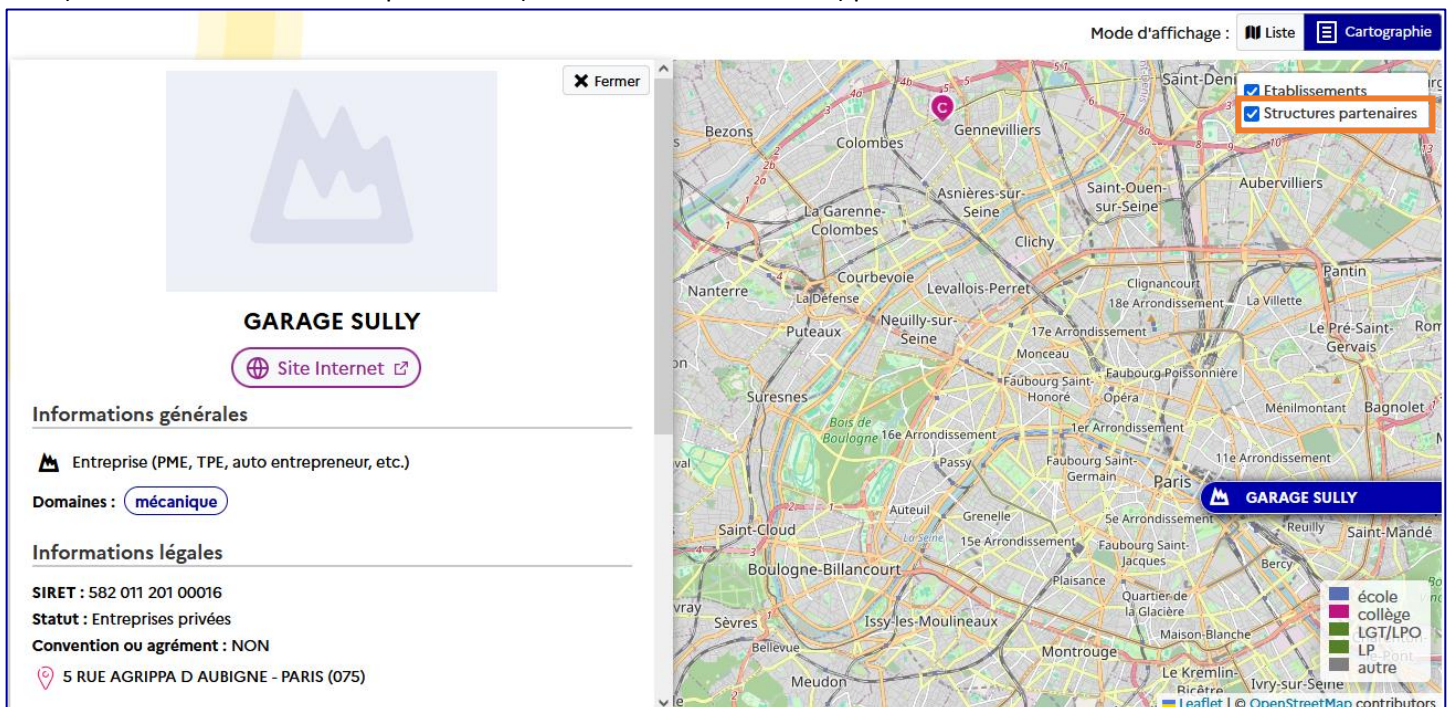 Mode d'affichage : Liste Cartographie
Fermer
GARAGE SULLY
Site Internet
Informations générales
Entreprise (PME, TPE, auto entrepreneur, etc.)
Domaines : mécanique
Informations légales
SIRET : 582 011 201 00016
Statut : Entreprises privées
Convention ou agrément : NON
5 RUE AGRIPPA D AUBIGNE - PARIS (075)
Etablissements
Structures partenaires
Saint-Deni
C
Bezons
Gennevilliers
Colombes
Aubervilliers
Asnières-sur-
Seine
Saint-Ouen-
sur-Seine
La Garenne-
Colombes
Clichy
Pantin
Courbevoie
Nanterre
La Défense
Levallois-Perret
Clignancourt
18e Arrondissement
La Villette
Neuilly-sur-
Seine
Puteaux
17e Arrondissement
Le Pré-Saint-
Gervais
Rom
Monceau
Faubourg Saint-
Honoré
Faubourg Poissonnière
Opéra
Suresnes
Ménilmontant
Bagnolet
Bois de
Boulogne
16e Arrondissement
1er Arrondissement
11e Arrondissement
Passy
Faubourg Saint-
Germain
Paris
GARAGE SULLY
Auteuil
Grenelle
5e Arrondissement
Reuilly
Saint-Mandé
Saint-Cloud
La Seine
15e Arrondissement
Faubourg Saint-
Jacques
Bercy
Boulogne-Billancourt
Plaisance
Quartier de
la Glacière
vray
Sèvres
Issy-les-Moulineaux
Maison-Blanche
Bellevue
Montrouge
Meudon
Le Kremlin-
Bicêtre
Ivry-sur-Seine
école
collège
LGT/LPO
LP
autre
Leaflet | © OpenStreetMap contributors